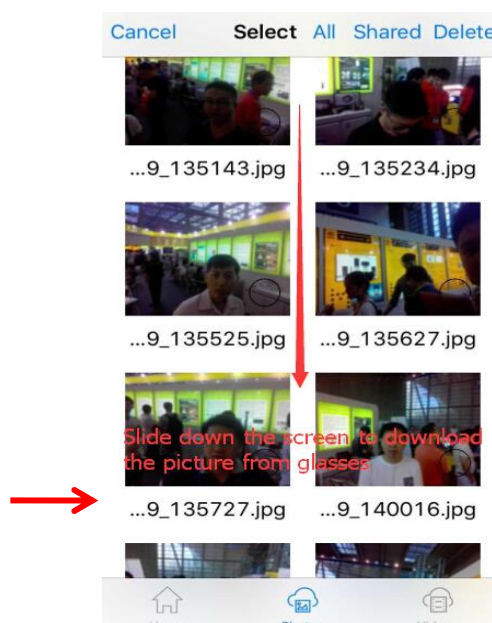 Cancel Select All Shared Delete
...9_135143.jpg ...9_135234.jpg
...9_135525.jpg ...9_135627.jpg
Slide down the screen to download
the picture from glasses
...9_135727.jpg ...9_140016.jpg